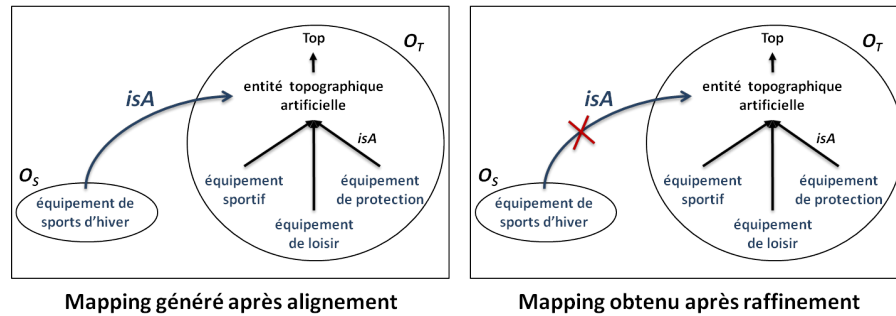 O_T
Top
entité topographique
artificielle
isA
isA
O_S
équipement de
sports d'hiver
équipement
sportif
équipement
de protection
équipement
de loisir
Mapping généré après alignement
O_T
Top
entité topographique
artificielle
isA
isA
O_S
équipement de
sports d'hiver
équipement
sportif
équipement
de protection
équipement
de loisir
Mapping obtenu après raffinement